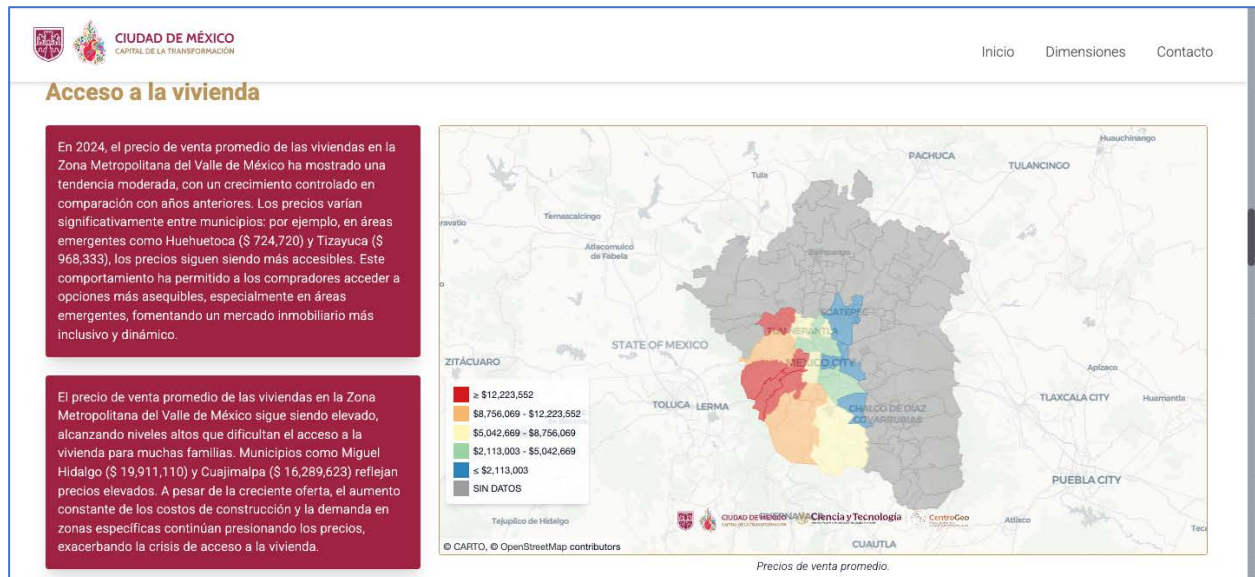 CIUDAD DE MÉXICO
CAPITAL DE LA TRANSFORMACIÓN
Inicio Dimensiones Contacto
Acceso a la vivienda
En 2024, el precio de venta promedio de las viviendas en la
Zona Metropolitana del Valle de México ha mostrado una
tendencia moderada, con un crecimiento controlado en
comparación con años anteriores. Los precios varían
significativamente entre municipios: por ejemplo, en áreas
emergentes como Huehuetoca ($ 724,720) y Tizayuca ($
968,333), los precios siguen siendo más accesibles. Este
comportamiento ha permitido a los compradores acceder a
opciones más asequibles, especialmente en áreas
emergentes, fomentando un mercado inmobiliario más
inclusivo y dinámico.
El precio de venta promedio de las viviendas en la Zona
Metropolitana del Valle de México sigue siendo elevado,
alcanzando niveles altos que dificultan el acceso a la
vivienda para muchas familias. Municipios como Miguel
Hidalgo ($ 19,911,110) y Cuajimalpa ($ 16,289,623) reflejan
precios elevados. A pesar de la creciente oferta, el aumento
constante de los costos de construcción y la demanda en
zonas específicas continúan presionando los precios,
exacerbando la crisis de acceso a la vivienda.
Huauchinango
PACHUCA
TULANCINGO
Tula
Temascalcingo
ravatío
Atlacomulco
de Fabela
Zumpango
ECATEPEC
TLALNEPANTLA
STATE OF MEXICO
MEXICO CITY
ZITÁCUARO
Apizaco
TOLUCA LERMA
TLAXCALA CITY
Huamantla
CHALCO DE DÍAZ
COVARRUBIAS
PUEBLA CITY
≥ $12,223,552
$8,756,069 - $12,223,552
$5,042,669 - $8,756,069
$2,113,003 - $5,042,669
≤ $2,113,003
SIN DATOS
Tejupilco de Hidalgo
CIUDAD DE MÉXICO
CUERNAVACA
Ciencia y Tecnología
CentroGeo
Atlixco
Teca
CUAUTLA
© CARTO, © OpenStreetMap contributors
Precios de venta promedio.